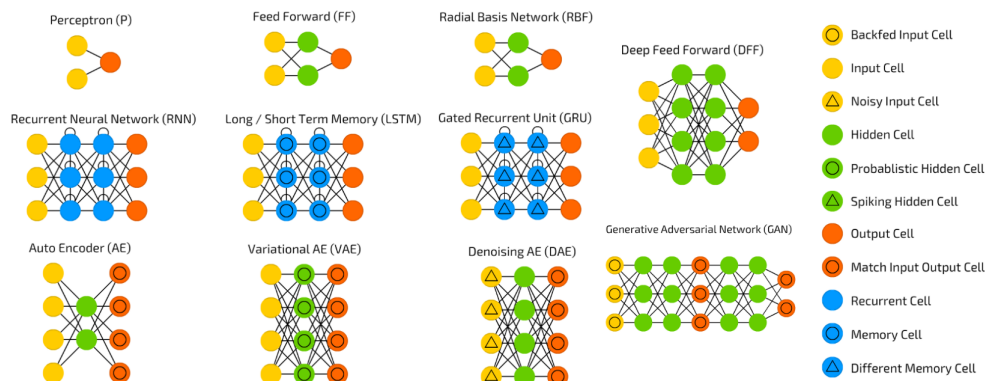 Perceptron (P)
Feed Forward (FF)
Radial Basis Network (RBF)
Deep Feed Forward (DFF)
Recurrent Neural Network (RNN)
Long / Short Term Memory (LSTM)
Gated Recurrent Unit (GRU)
Auto Encoder (AE)
Variational AE (VAE)
Denoising AE (DAE)
Generative Adversarial Network (GAN)
Backfed Input Cell
Input Cell
Noisy Input Cell
Hidden Cell
Probablistic Hidden Cell
Spiking Hidden Cell
Output Cell
Match Input Output Cell
Recurrent Cell
Memory Cell
Different Memory Cell